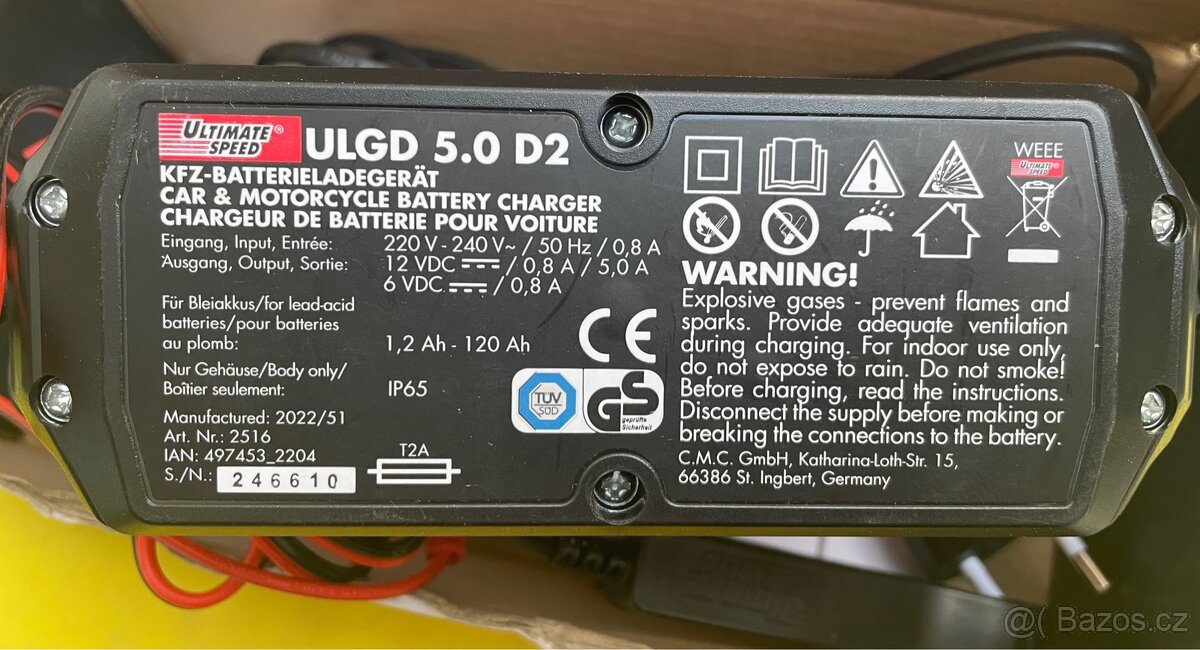 ULTIMATE SPEED® ULGD 5.0 D2
KFZ-BATTERIELADEGERÄT
CAR & MOTORCYCLE BATTERY CHARGER
CHARGEUR DE BATTERIE POUR VOITURE
Eingang, Input, Entrée: 220 V - 240 V~ / 50 Hz / 0,8 A
Ausgang, Output, Sortie: 12 VDC / 0,8 A / 5,0 A
6 VDC / 0,8 A
Für Bleiakkus/for lead-acid
batteries/pour batteries
au plomb: 1,2 Ah - 120 Ah
Nur Gehäuse/Body only/
Boîtier seulement: IP65
Manufactured: 2022/51
Art. Nr.: 2516
IAN: 497453_2204
S./N.: 246610
T2A
CE
TÜV
SÜD
GS
geprüfte
Sicherheit
WEEE
ULTIMATE SPEED
WARNING!
Explosive gases - prevent flames and
sparks. Provide adequate ventilation
during charging. For indoor use only,
do not expose to rain. Do not smoke!
Before charging, read the instructions.
Disconnect the supply before making or
breaking the connections to the battery.
C.M.C. GmbH, Katharina-Loth-Str. 15,
66386 St. Ingbert, Germany
@( Bazos.cz